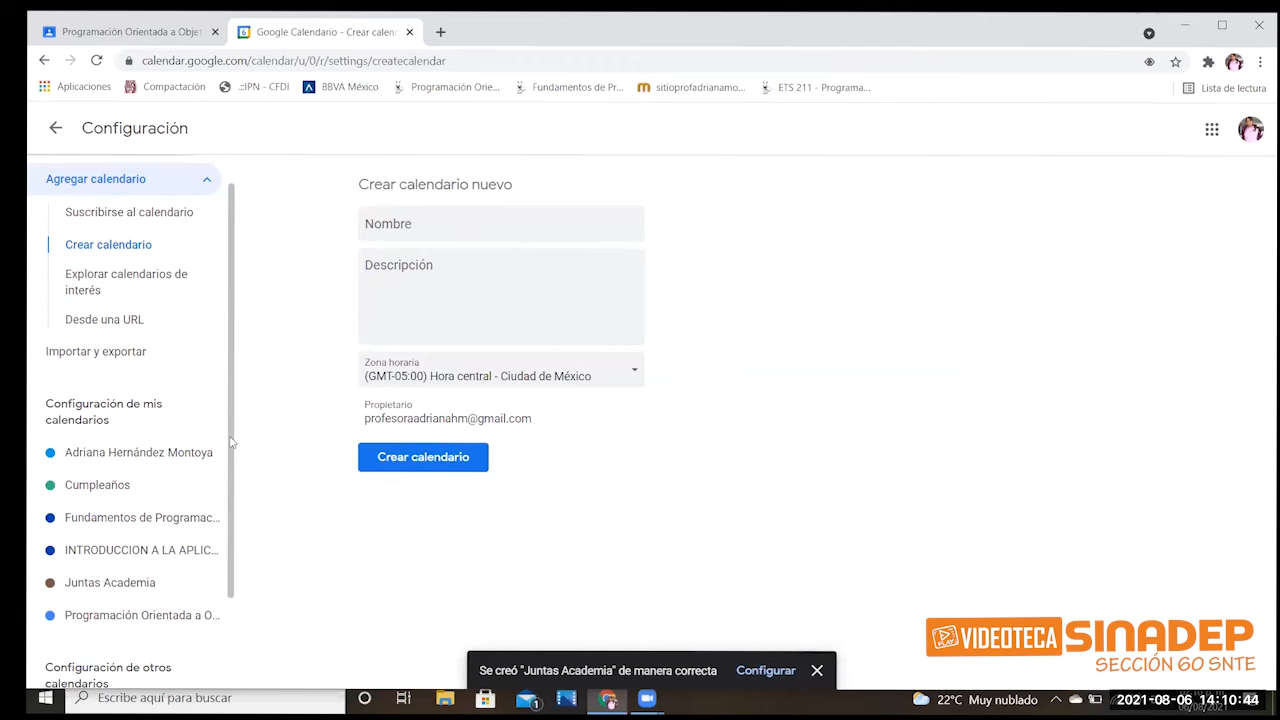 Programación Orientada a Obje
Google Calendario - Crear calen
calendar.google.com/calendar/u/0/r/settings/createcalendar
Aplicaciones
Compactación
.::IPN - CFDI
BBVA México
Programación Orie...
Fundamentos de Pr...
sitioprofadrianamo...
ETS 211 - Programa...
Lista de lectura
Configuración
Agregar calendario
Suscribirse al calendario
Crear calendario
Explorar calendarios de
interés
Desde una URL
Importar y exportar
Configuración de mis
calendarios
Adriana Hernández Montoya
Cumpleaños
Fundamentos de Programac...
INTRODUCCION A LA APLIC...
Juntas Academia
Programación Orientada a O...
Configuración de otros
calendarios
Crear calendario nuevo
Nombre
Descripción
Zona horaria
(GMT-05:00) Hora central - Ciudad de México
Propietario
profesoraadrianahm@gmail.com
Crear calendario
Se creó "Juntas Academia" de manera correcta
Configurar
PLAY
VIDEOTECA SINADEP
SECCIÓN 60 SNTE
Escribe aquí para buscar
1
22°C Muy nublado
2021-08-06 14:10:44
06/08/2021